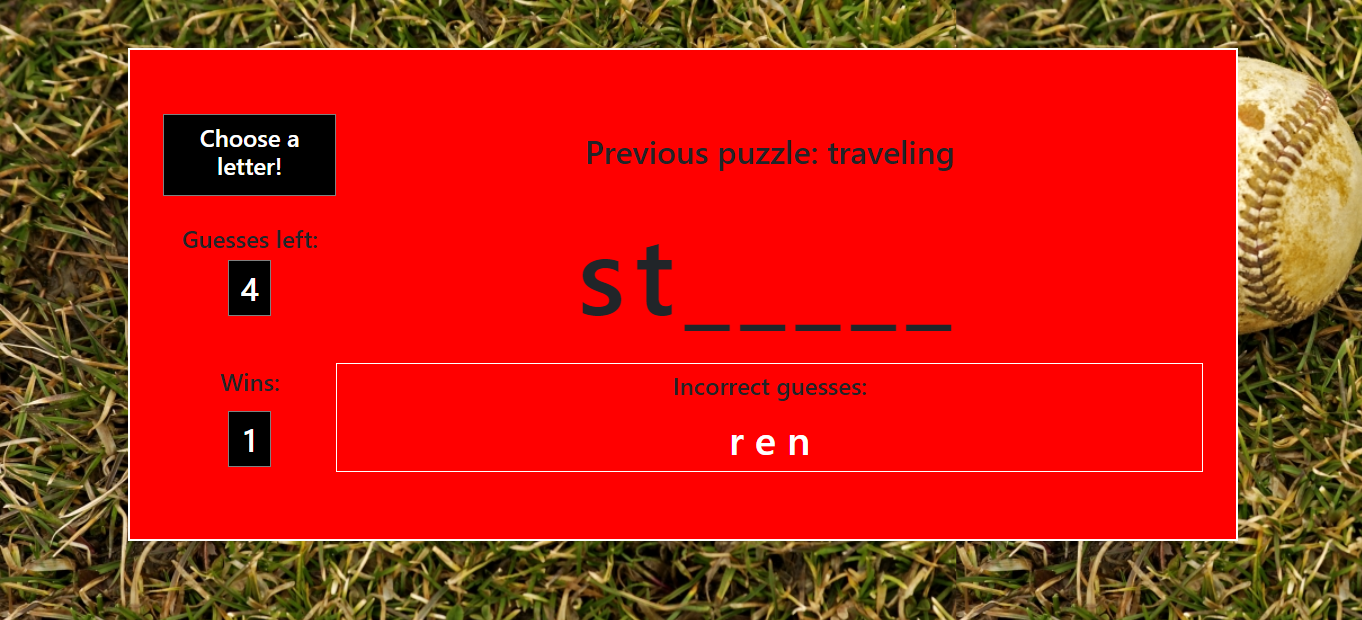 Choose a
letter!
Previous puzzle: traveling
Guesses left:
4
st_____
Wins:
1
Incorrect guesses:
r e n